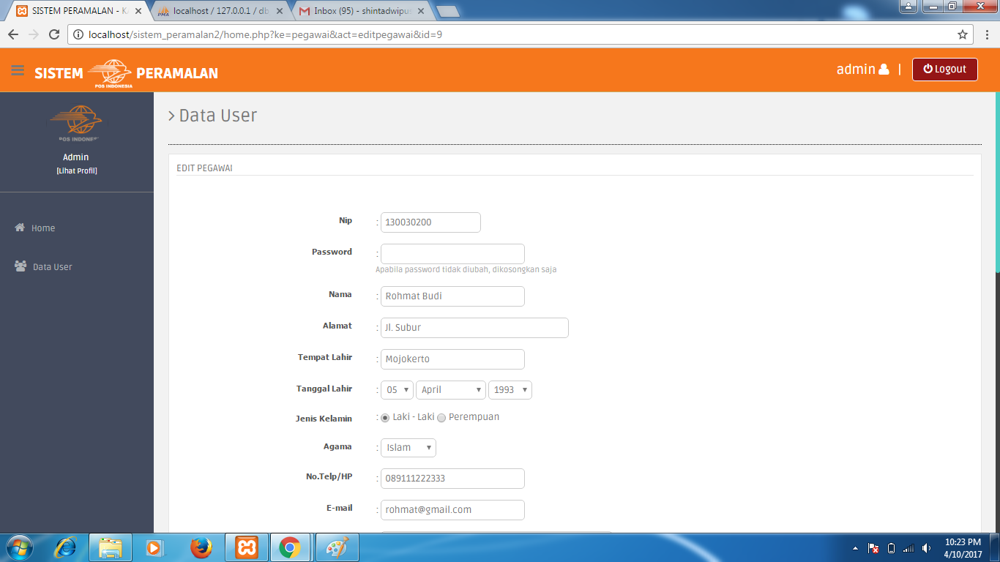 SISTEM PERAMALAN - K
localhost / 127.0.0.1 / db
Inbox (95) - shintadwipus
localhost/sistem_peramalan2/home.php?ke=pegawai&act=editpegawai&id=9
SISTEM POS INDONESIA PERAMALAN
admin | Logout
POS INDONES
Admin
[Lihat Profil]
Home
Data User
> Data User
EDIT PEGAWAI
Nip : 130030200
Password :
Apabila password tidak diubah, dikosongkan saja
Nama : Rohmat Budi
Alamat : Jl. Subur
Tempat Lahir : Mojokerto
Tanggal Lahir : 05 April 1993
Jenis Kelamin : Laki - Laki Perempuan
Agama : Islam
No.Telp/HP : 089111222333
E-mail : rohmat@gmail.com
10:23 PM
4/10/2017